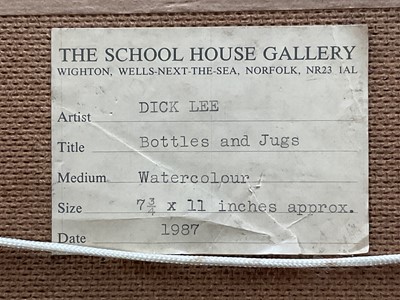 THE SCHOOL HOUSE GALLERY
WIGHTON, WELLS-NEXT-THE-SEA, NORFOLK, NR23 1AL
Artist DICK LEE
Title Bottles and Jugs
Medium Watercolour
Size 7¾ x 11 inches approx.
Date 1987